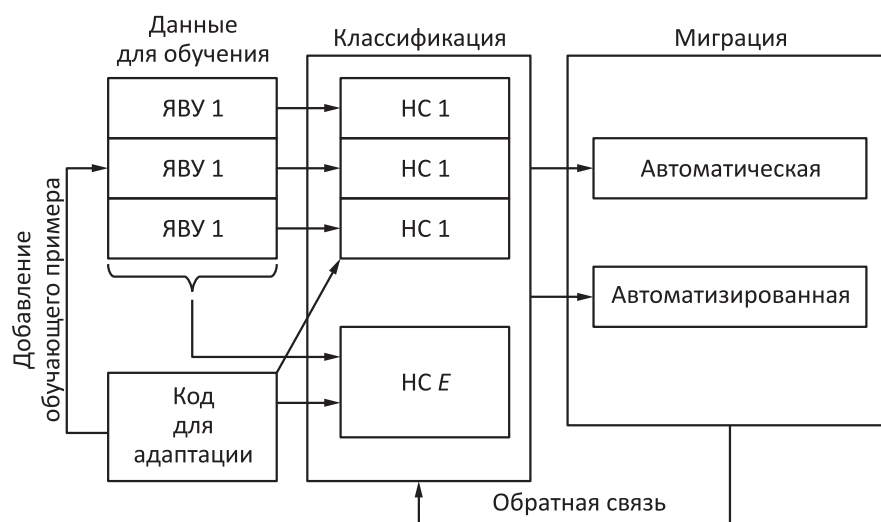 Данные
для обучения
Классификация
Миграция
ЯВУ 1
НС 1
ЯВУ 1
НС 1
Автоматическая
ЯВУ 1
НС 1
Автоматизированная
Добавление
обучающего примера
НС E
Код
для
адаптации
Обратная связь